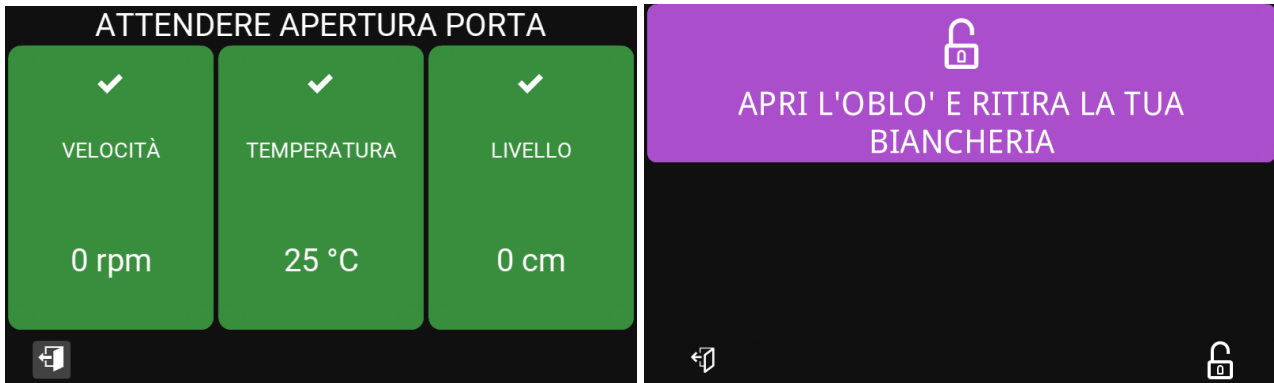 ATTENDERE APERTURA PORTA
VELOCITÀ
TEMPERATURA
LIVELLO
0 rpm
25 °C
0 cm
APRI L'OBLO' E RITIRA LA TUA
BIANCHERIA